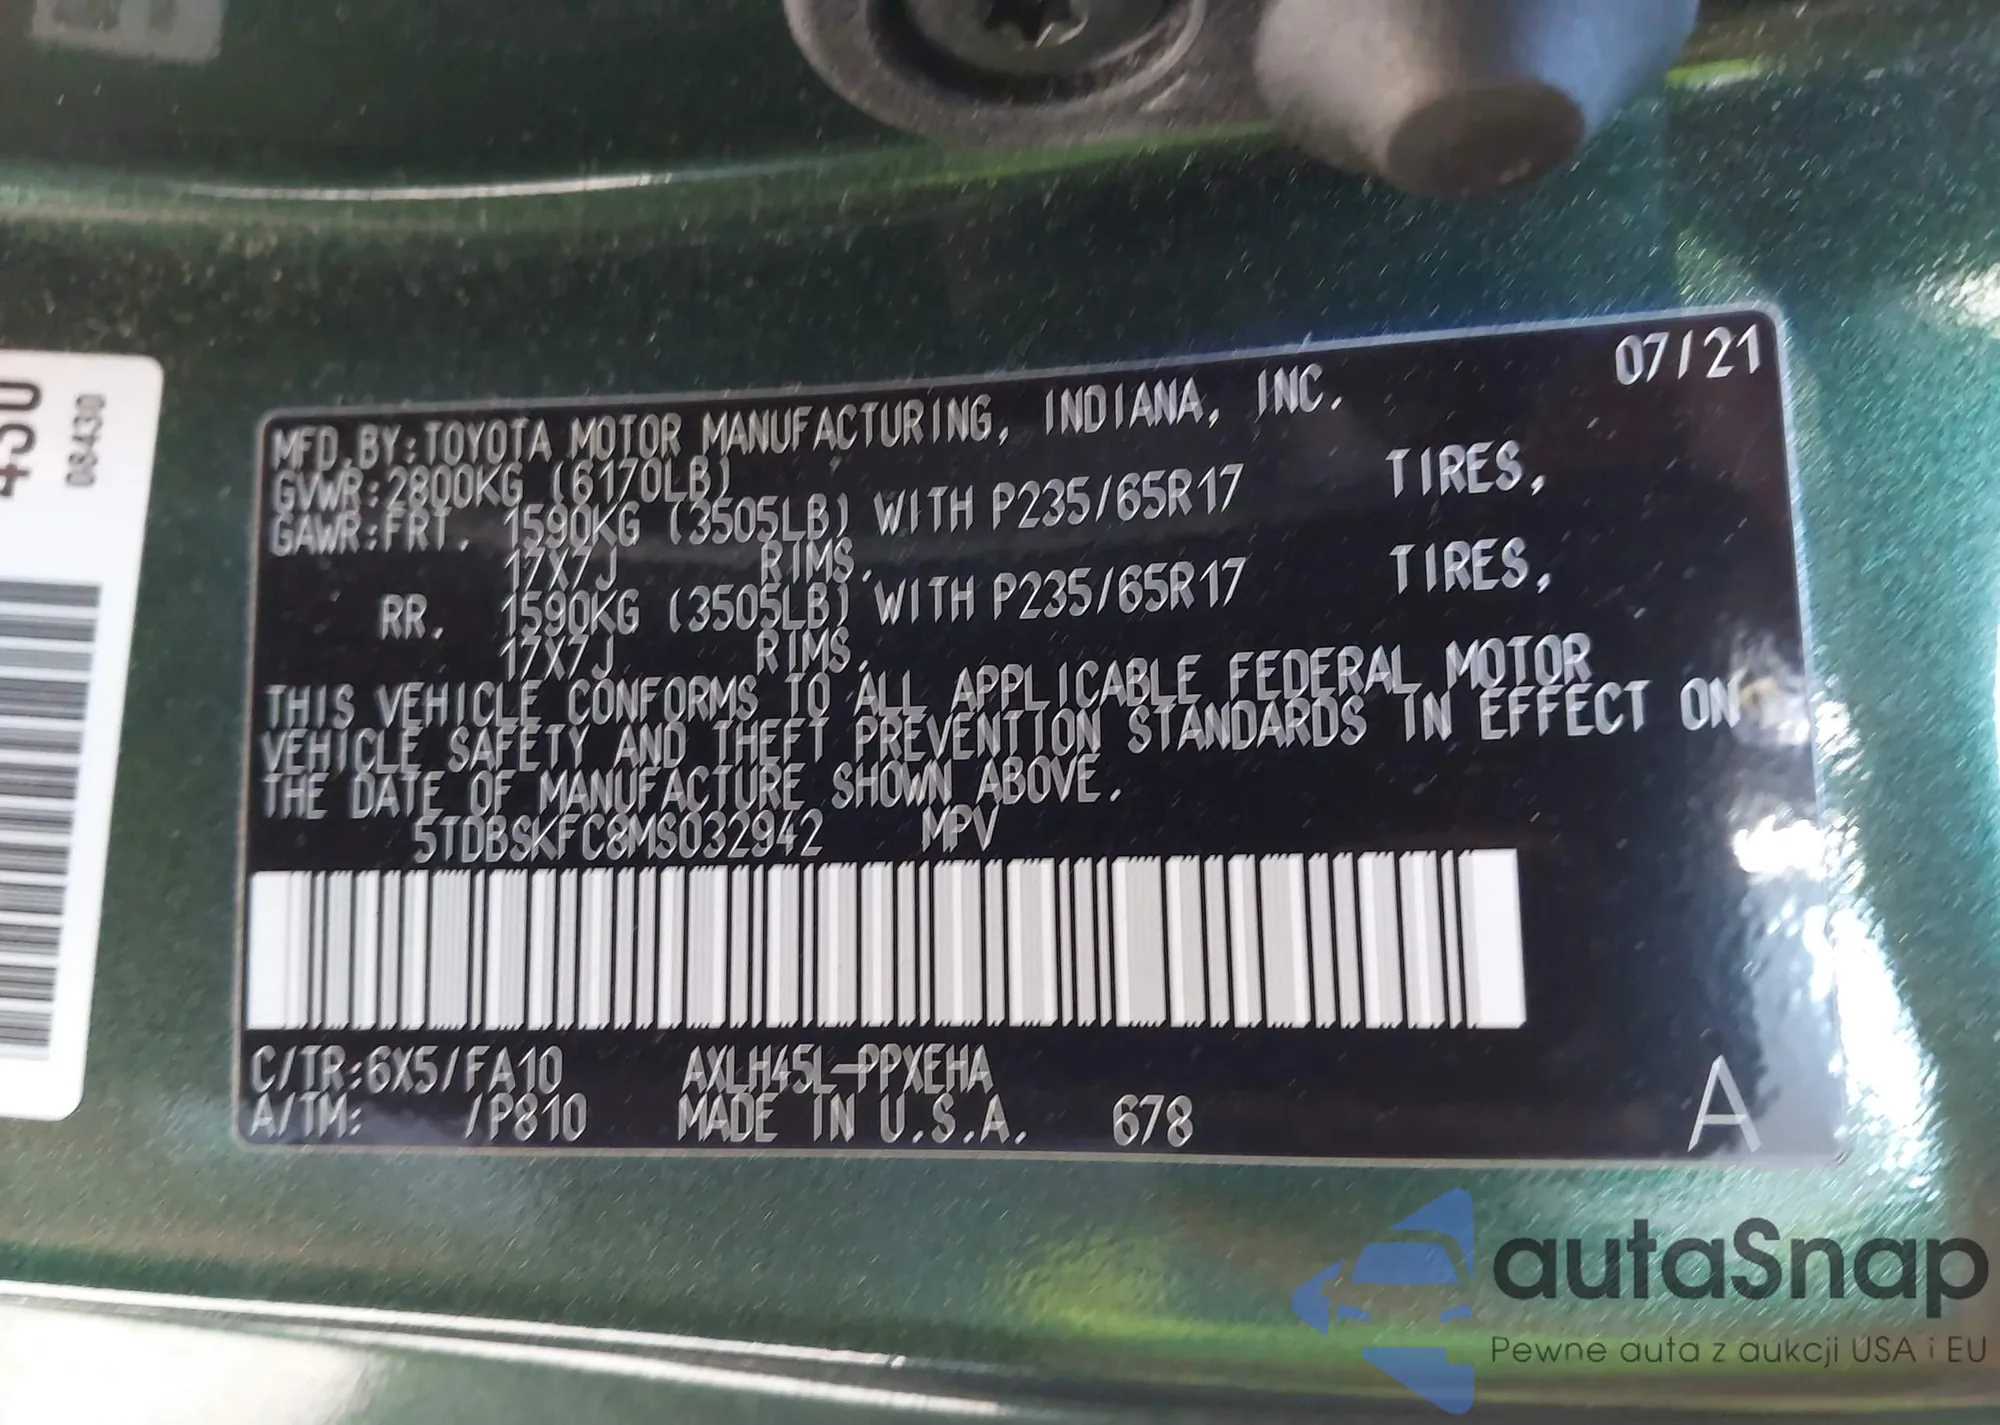 07/21
MFD.BY:TOYOTA MOTOR MANUFACTURING, INDIANA, INC.
GVWR:2800KG (6170LB)
GAWR:FRT. 1590KG (3505LB) WITH P235/65R17 TIRES,
17X7J RIMS,
RR. 1590KG (3505LB) WITH P235/65R17 TIRES,
17X7J RIMS,
THIS VEHICLE CONFORMS TO ALL APPLICABLE FEDERAL MOTOR
VEHICLE SAFETY AND THEFT PREVENTION STANDARDS IN EFFECT ON
THE DATE OF MANUFACTURE SHOWN ABOVE.
5TDBSKFC8MS032942 MPV
C/TR:6X5/FA10 AXLH45L-PPXEHA
A/TM: /P810 MADE IN U.S.A. 678 A
08430
autaSnap
Pewne auta z aukcji USA i EU